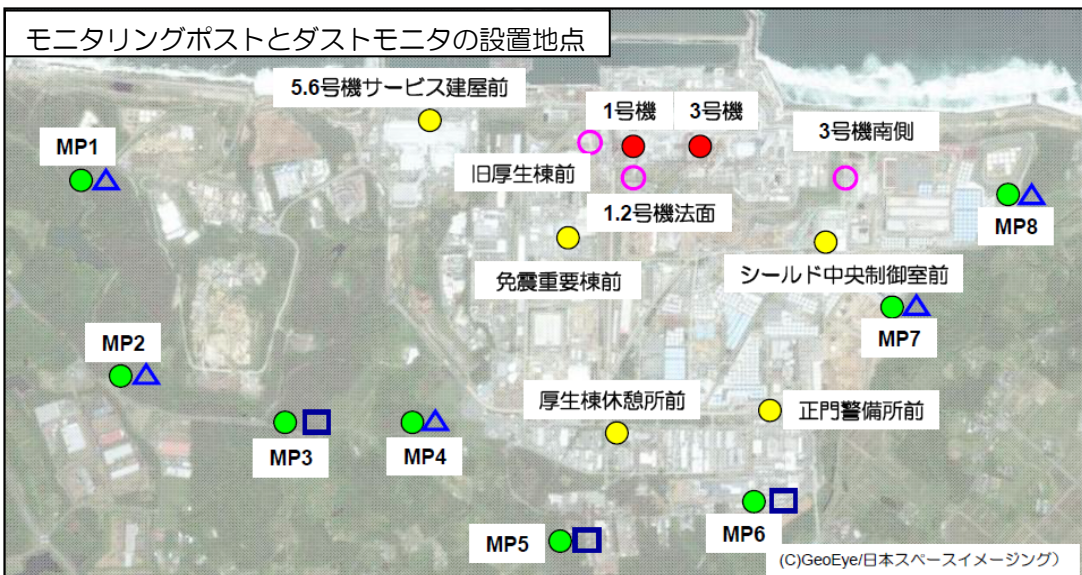 モニタリングポストとダストモニタの設置地点
5.6号機サービス建屋前
1号機
3号機
3号機南側
MP1
旧厚生棟前
1.2号機法面
MP8
免震重要棟前
シールド中央制御室前
MP7
MP2
厚生棟休憩所前
正門警備所前
MP3
MP4
MP5
MP6
(C)GeoEye/日本スペースイメージング）